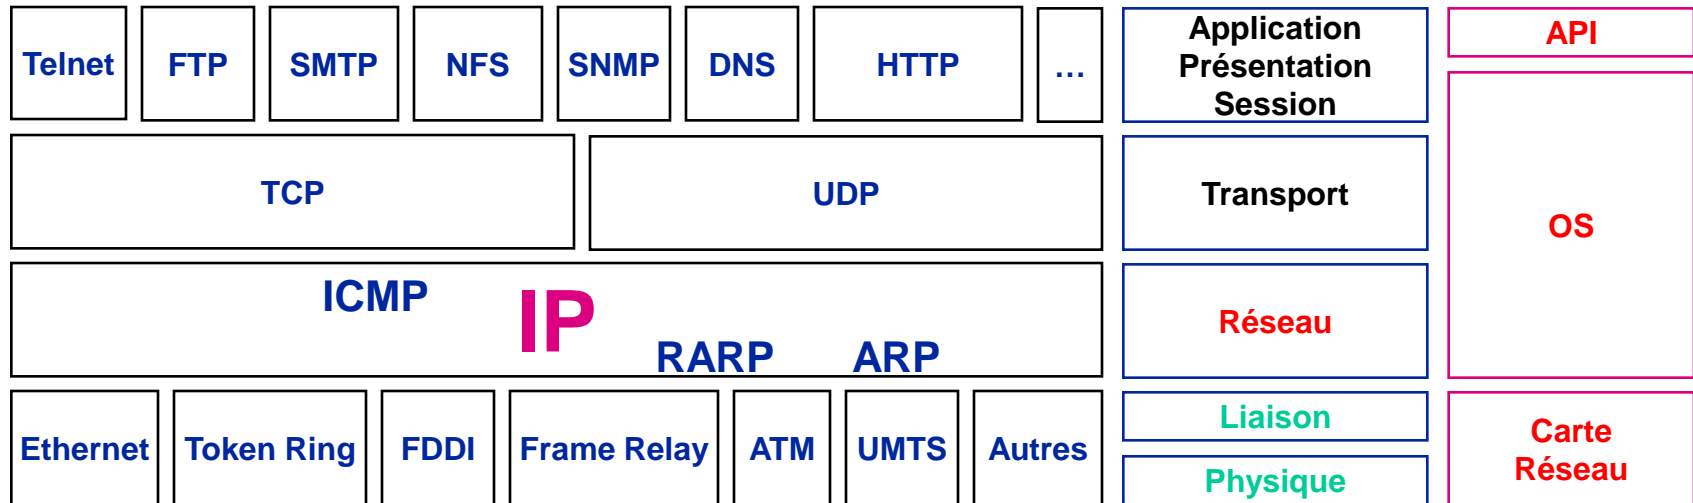 Telnet
FTP
SMTP
NFS
SNMP
DNS
HTTP
...
Application
Présentation
Session
API
TCP
UDP
Transport
OS
ICMP
IP
RARP
ARP
Réseau
Ethernet
Token Ring
FDDI
Frame Relay
ATM
UMTS
Autres
Liaison
Physique
Carte
Réseau